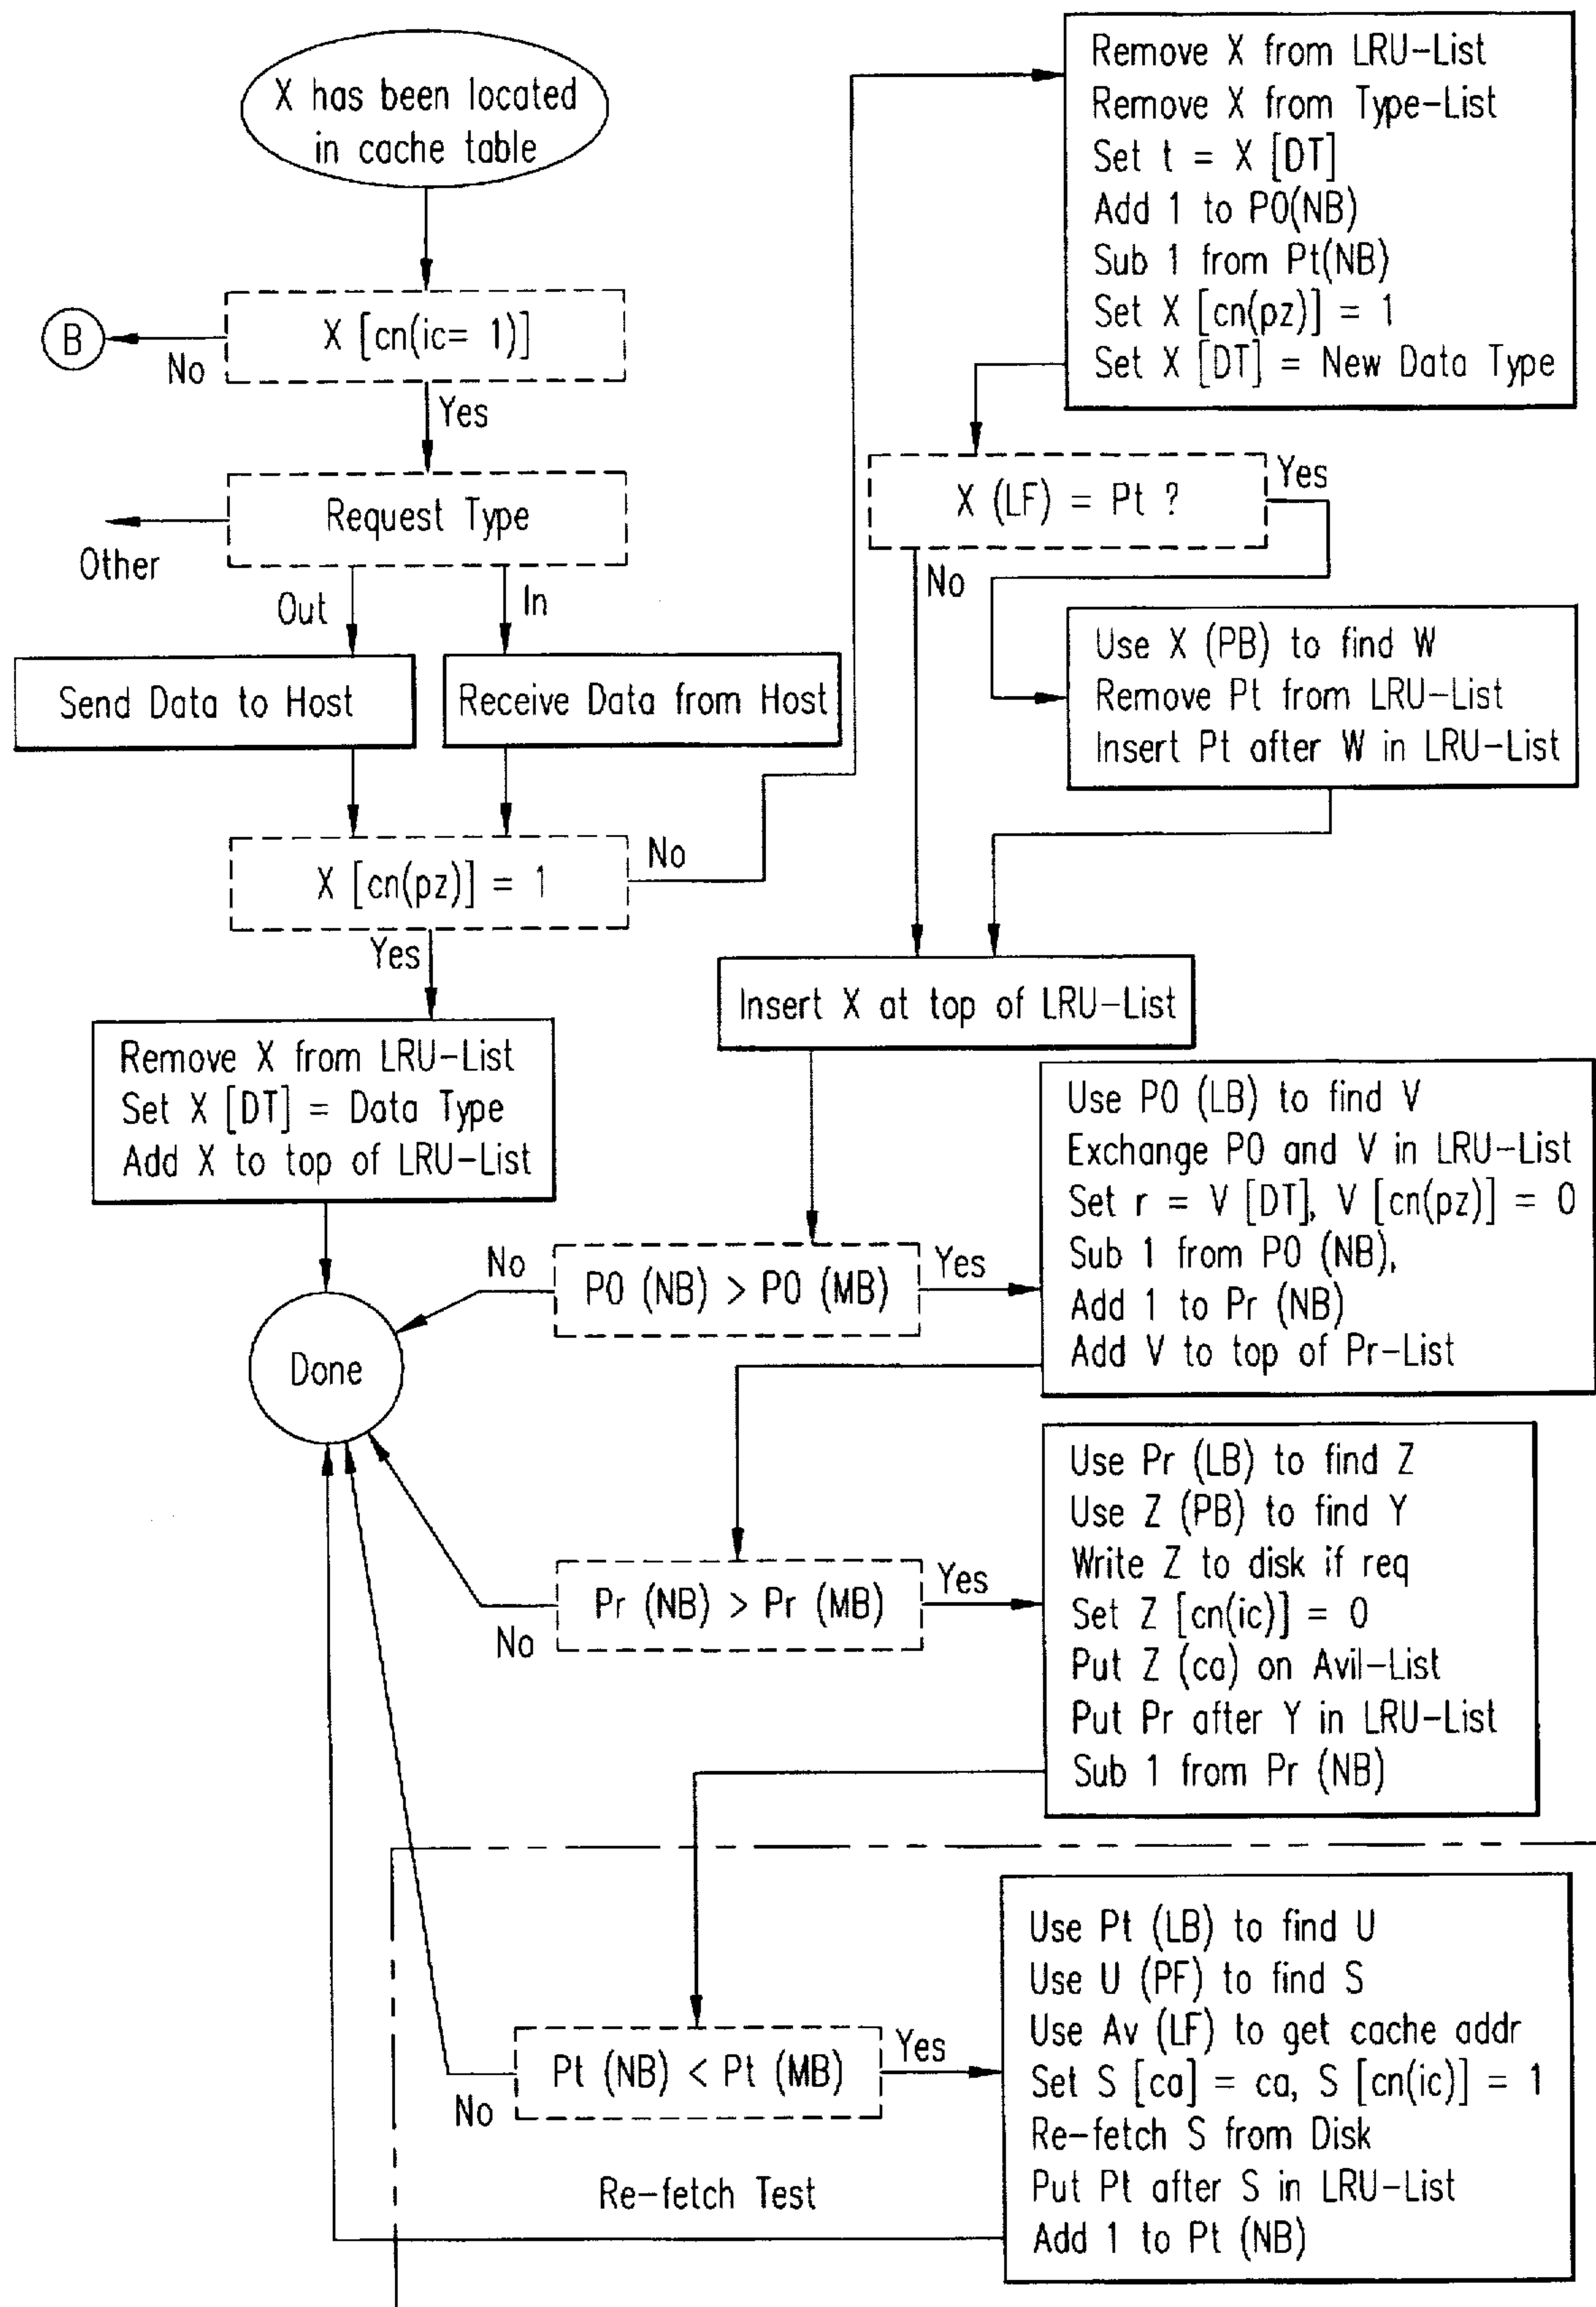 X has been located
in cache table
X [cn(ic= 1)]
B
No
Yes
Request Type
Other
Out
In
Send Data to Host
Receive Data from Host
X [cn(pz)] = 1
No
Yes
Remove X from LRU-List
Set X [DT] = Data Type
Add X to top of LRU-List
Done
Remove X from LRU-List
Remove X from Type-List
Set t = X [DT]
Add 1 to P0(NB)
Sub 1 from Pt(NB)
Set X [cn(pz)] = 1
Set X [DT] = New Data Type
X (LF) = Pt ?
Yes
No
Use X (PB) to find W
Remove Pt from LRU-List
Insert Pt after W in LRU-List
Insert X at top of LRU-List
P0 (NB) > P0 (MB)
No
Yes
Use P0 (LB) to find V
Exchange P0 and V in LRU-List
Set r = V [DT], V [cn(pz)] = 0
Sub 1 from P0 (NB),
Add 1 to Pr (NB)
Add V to top of Pr-List
Pr (NB) > Pr (MB)
No
Yes
Use Pr (LB) to find Z
Use Z (PB) to find Y
Write Z to disk if req
Set Z [cn(ic)] = 0
Put Z (ca) on Avil-List
Put Pr after Y in LRU-List
Sub 1 from Pr (NB)
Pt (NB) < Pt (MB)
No
Yes
Use Pt (LB) to find U
Use U (PF) to find S
Use Av (LF) to get cache addr
Set S [ca] = ca, S [cn(ic)] = 1
Re-fetch S from Disk
Put Pt after S in LRU-List
Add 1 to Pt (NB)
Re-fetch Test